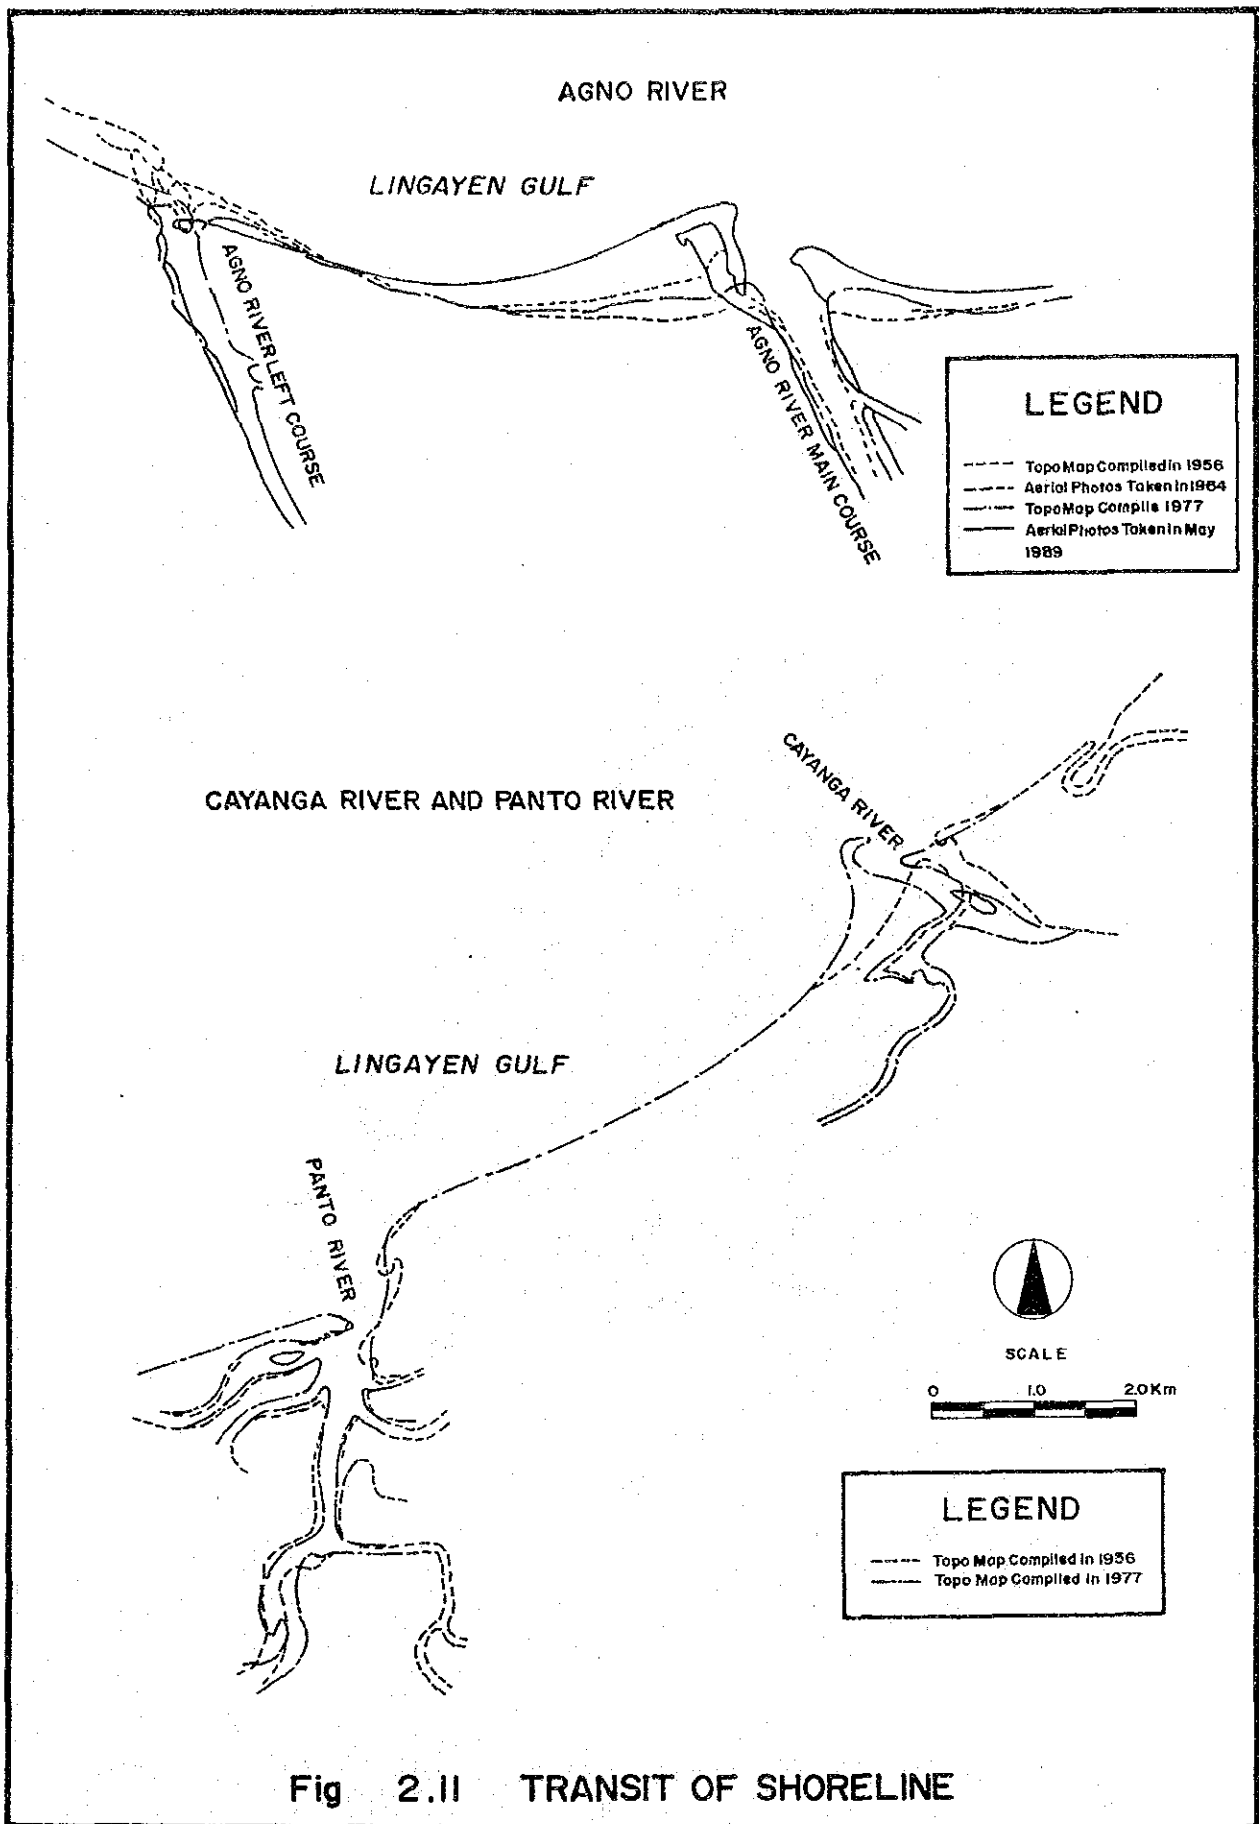 AGNO RIVER
LINGAYEN GULF
AGNO RIVER LEFT COURSE
AGNO RIVER MAIN COURSE
LEGEND
Topo Map Compiled in 1956
Aerial Photos Taken in 1964
Topo Map Compile 1977
Aerial Photos Taken in May
1989
CAYANGA RIVER
CAYANGA RIVER AND PANTO RIVER
LINGAYEN GULF
PANTO RIVER
SCALE
0 1.0 2.0 Km
LEGEND
Topo Map Compiled in 1956
Topo Map Compiled in 1977
Fig 2.11 TRANSIT OF SHORELINE